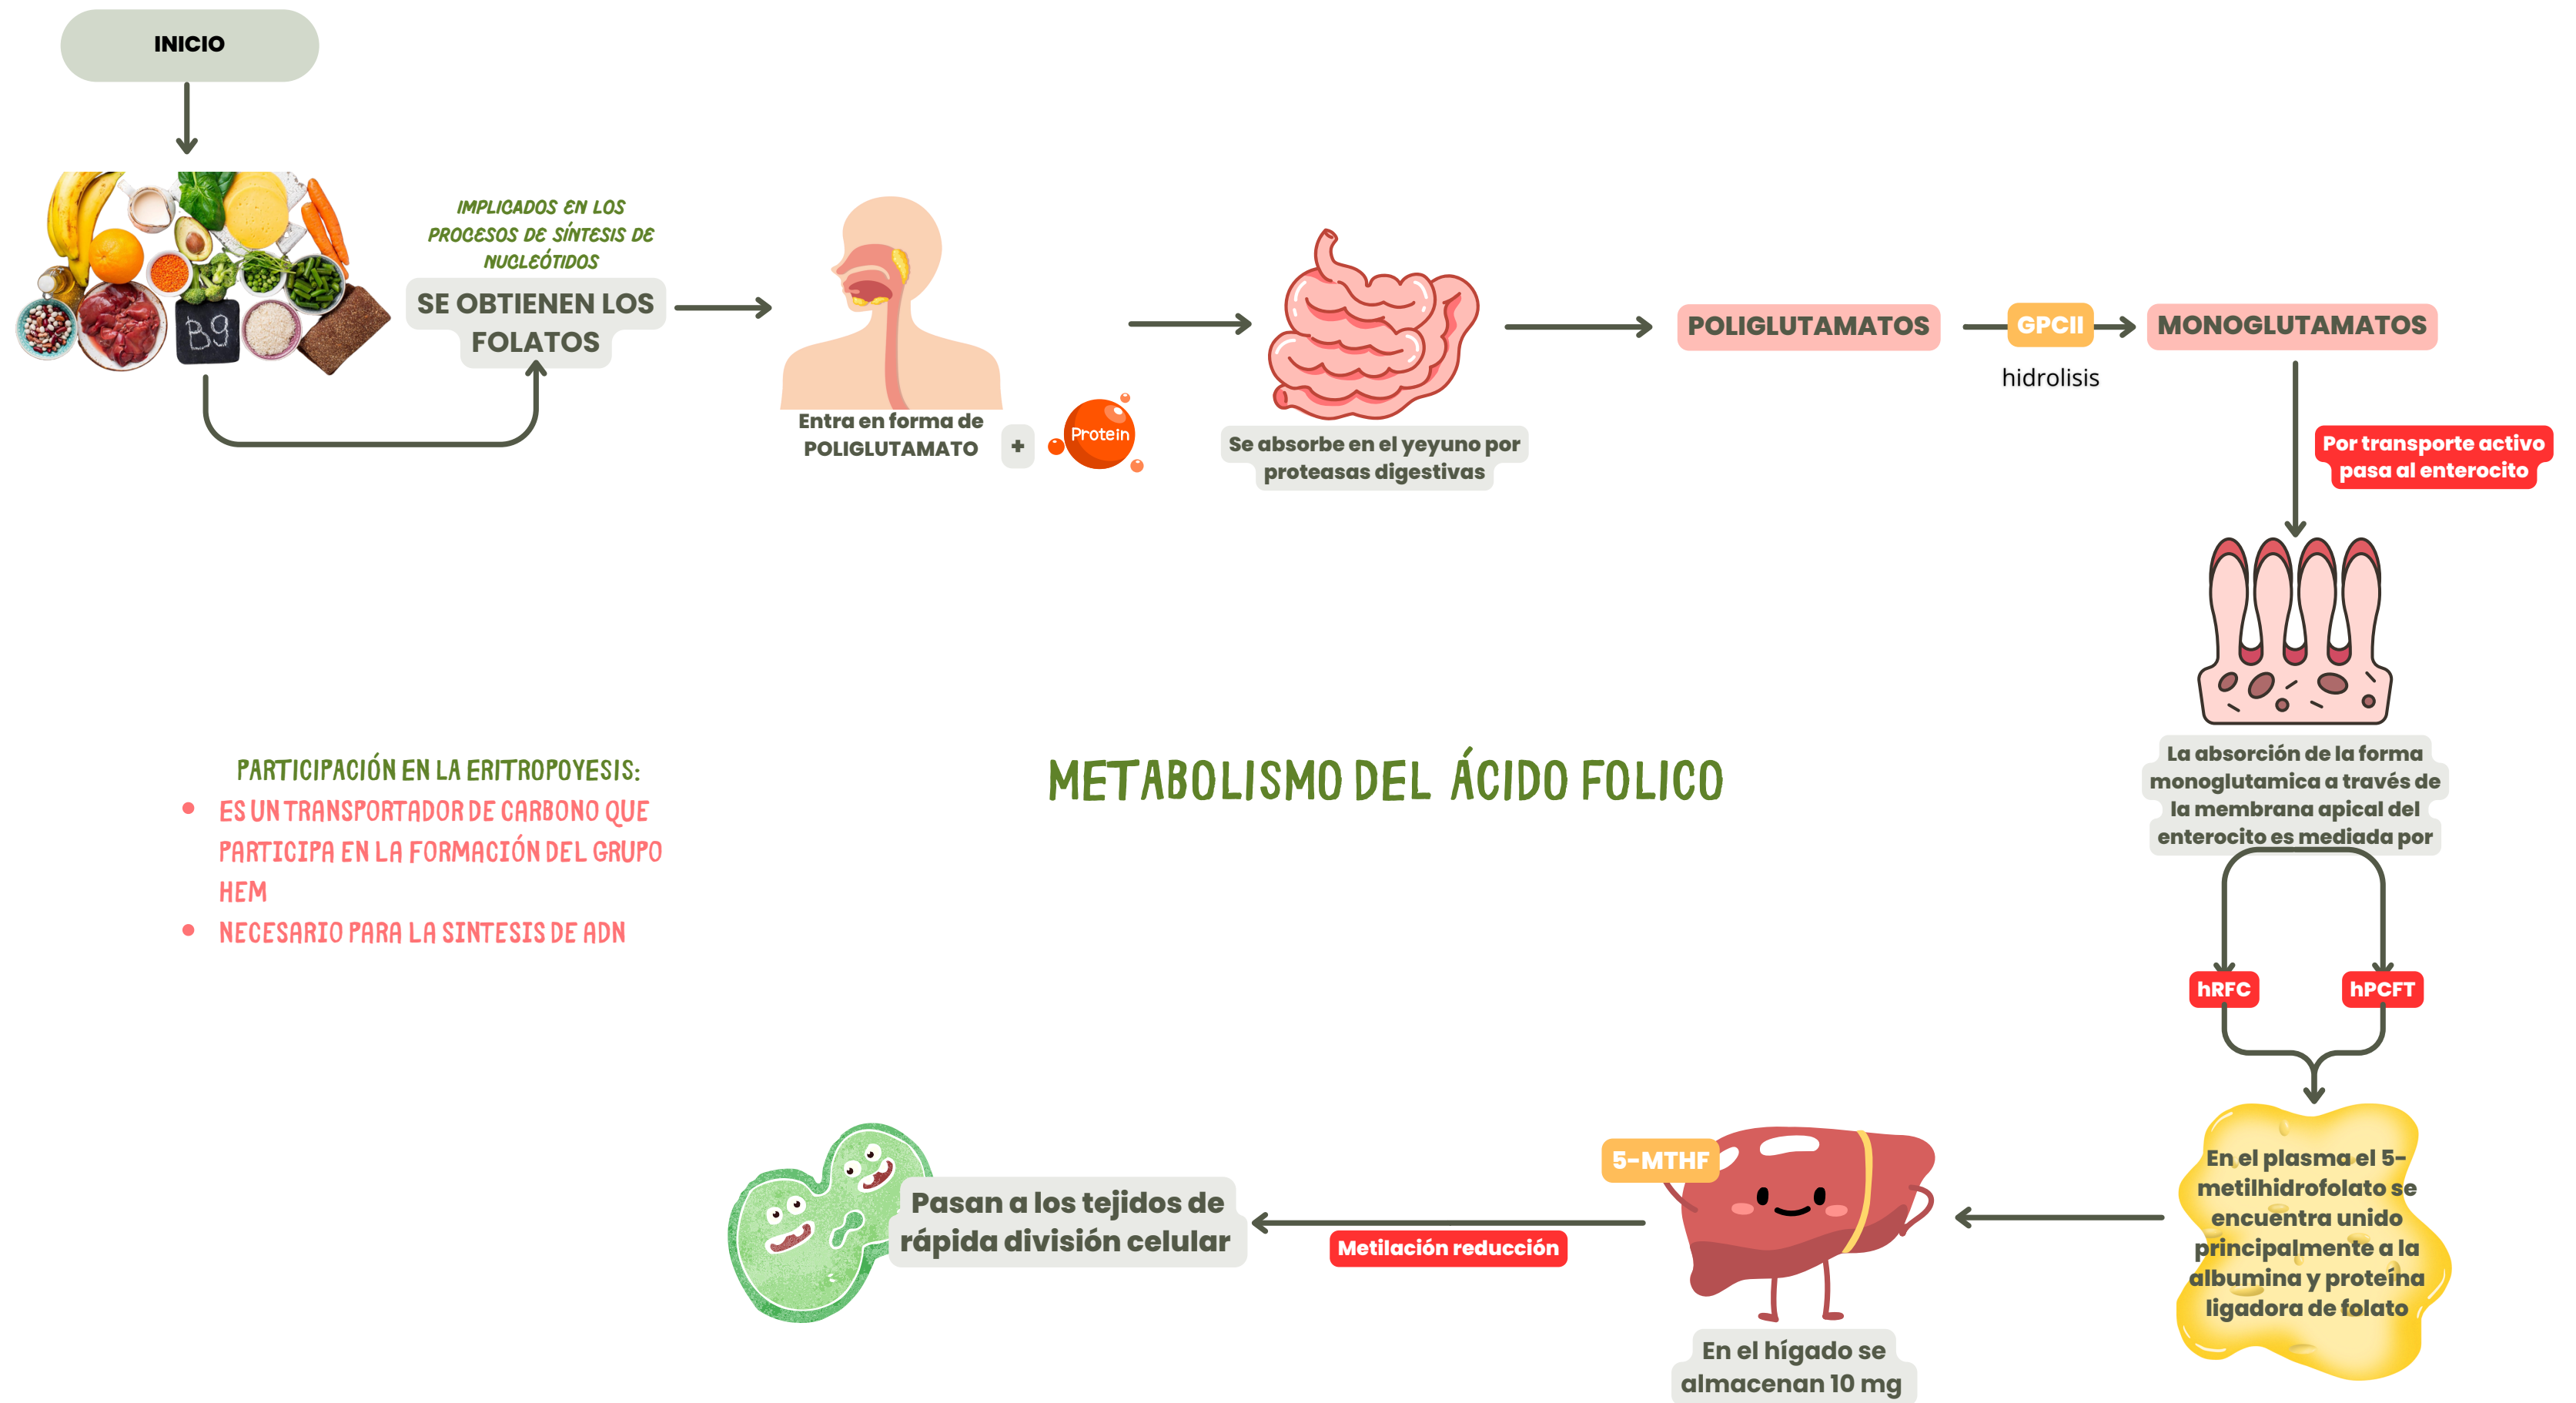 INICIO
B9
IMPLICADOS EN LOS
PROCESOS DE SÍNTESIS DE
NUCLEÓTIDOS
SE OBTIENEN LOS
FOLATOS
Entra en forma de
POLIGLUTAMATO
+
Protein
Se absorbe en el yeyuno por
proteasas digestivas
POLIGLUTAMATOS
GPCII
hidrolisis
MONOGLUTAMATOS
Por transporte activo
pasa al enterocito
La absorción de la forma
monoglutamica a través de
la membrana apical del
enterocito es mediada por
hRFC
hPCFT
PARTICIPACIÓN EN LA ERITROPOYESIS:
• ES UN TRANSPORTADOR DE CARBONO QUE
PARTICIPA EN LA FORMACIÓN DEL GRUPO
HEM
• NECESARIO PARA LA SINTESIS DE ADN
METABOLISMO DEL ÁCIDO FOLICO
En el plasma el 5-
metilhidrofolato se
encuentra unido
principalmente a la
albumina y proteína
ligadora de folato
5-MTHF
En el hígado se
almacenan 10 mg
Metilación reducción
Pasan a los tejidos de
rápida división celular